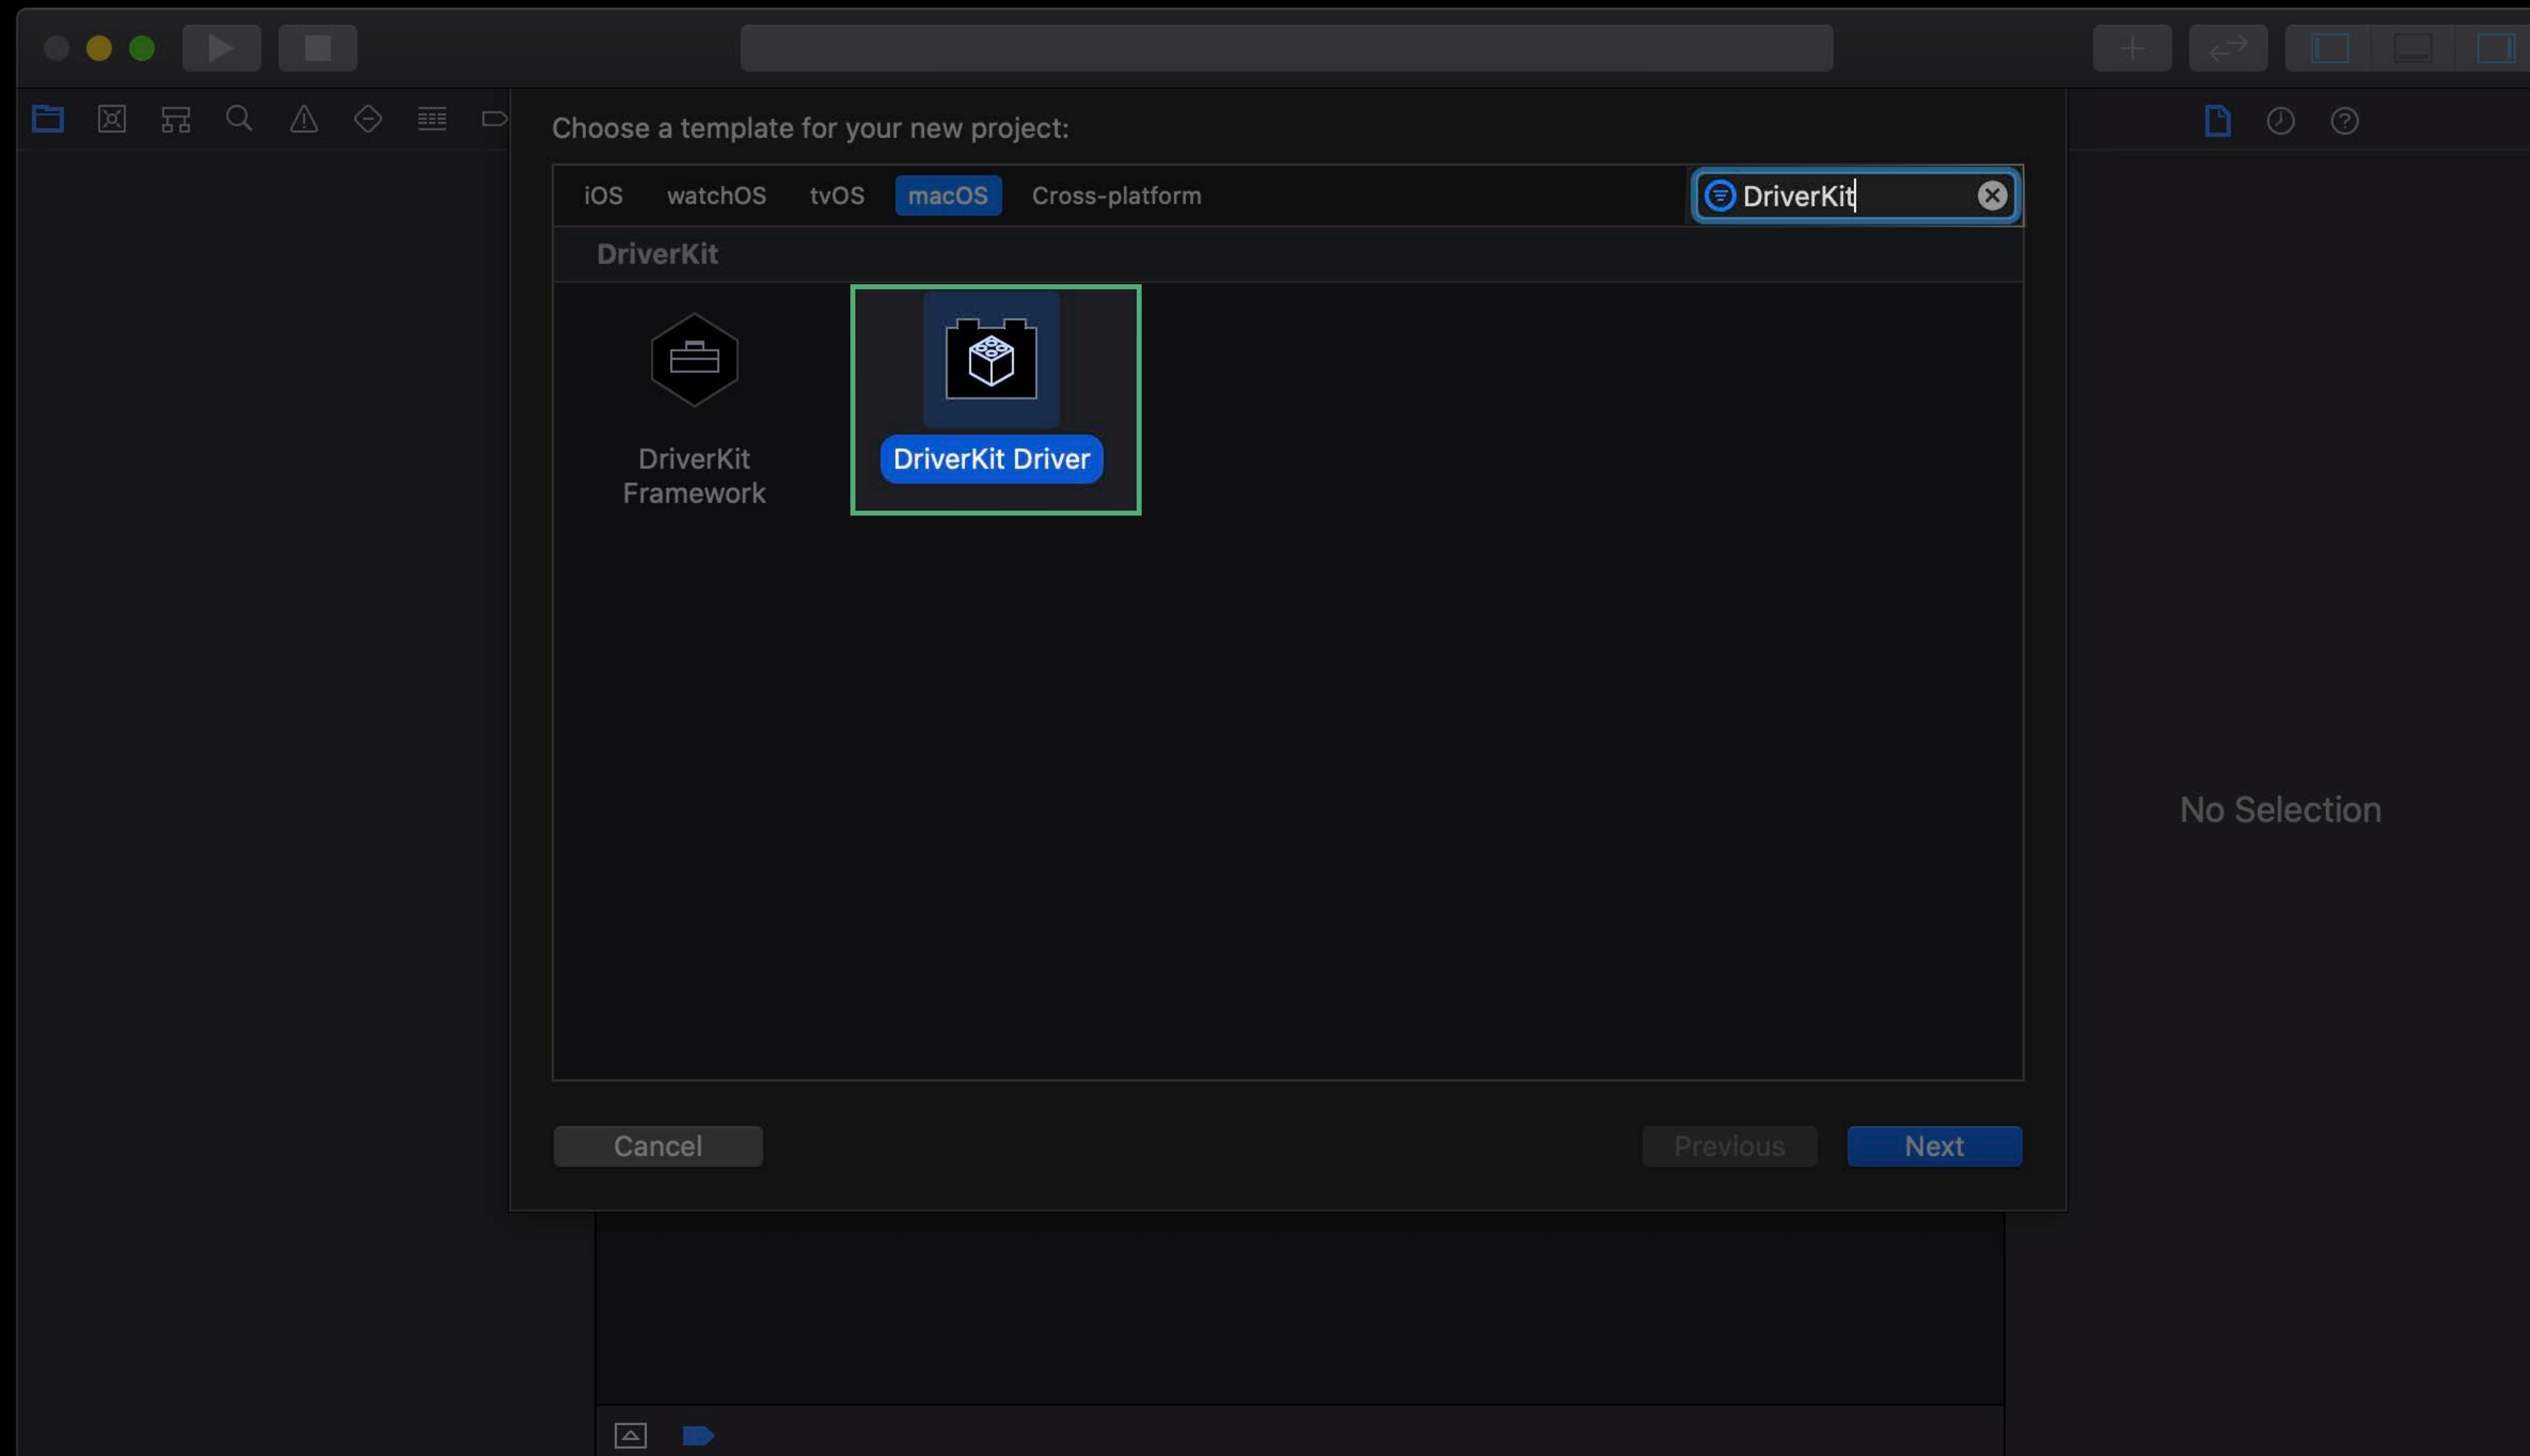 Choose a template for your new project:
iOS watchOS tvOS macOS Cross-platform DriverKit
DriverKit
DriverKit
Framework
DriverKit Driver
No Selection
Cancel Previous Next